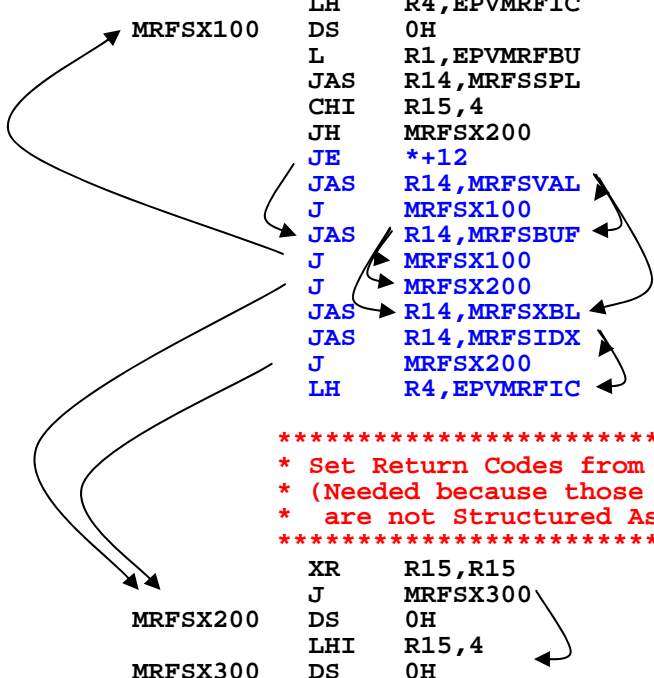 LH R4,EPVMRFIC
MRFSX100 DS 0H
L R1,EPVMRFBU
JAS R14,MRFSSPL
CHI R15,4
JH MRFSX200
JE *+12
JAS R14,MRFSVAL
J MRFSX100
JAS R14,MRFSBUF
J MRFSX100
J MRFSX200
JAS R14,MRFSXBL
JAS R14,MRFSIDX
J MRFSX200
LH R4,EPVMRFIC
************************
* Set Return Codes from
* (Needed because those
* are not Structured As
************************
XR R15,R15
J MRFSX300
MRFSX200 DS 0H
LHI R15,4
MRFSX300 DS 0H